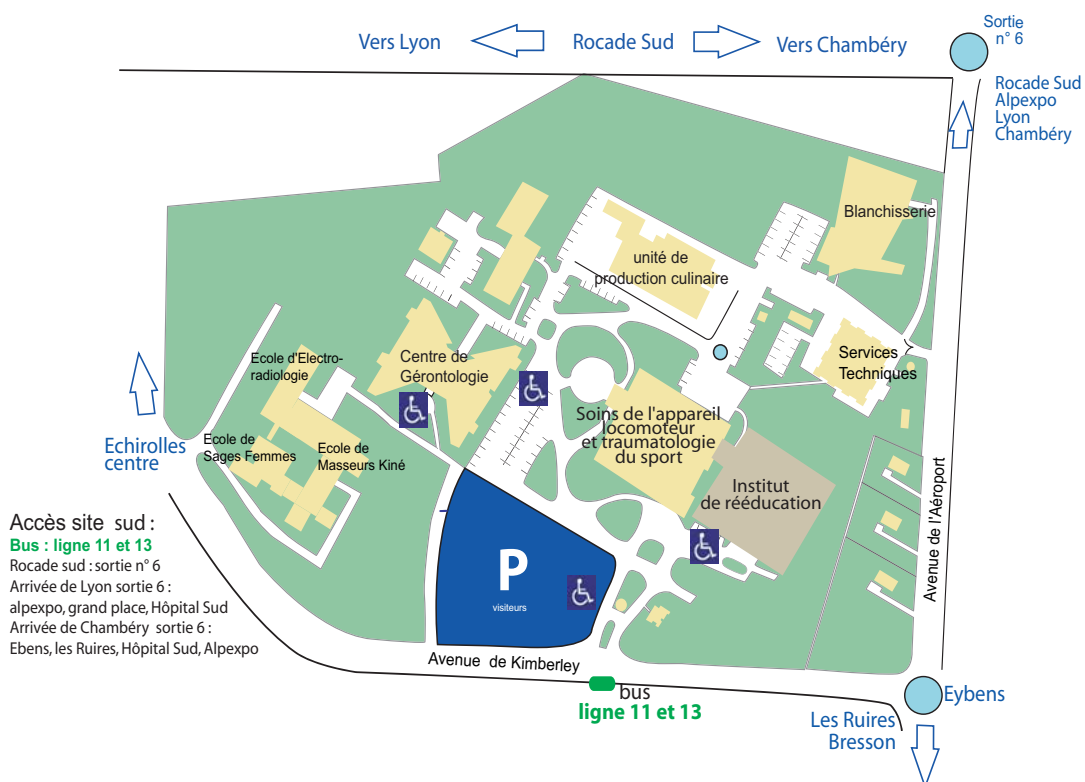 Vers Lyon
Rocade Sud
Vers Chambéry
Sortie
n° 6
Rocade Sud
Alpexpo
Lyon
Chambéry
Blanchisserie
unité de
production culinaire
Services
Techniques
Centre de
Gérontologie
Ecole d'Electro-
radiologie
Ecole de
Sages Femmes
Ecole de
Masseurs Kiné
Soins de l'appareil
locomoteur
et traumatologie
du sport
Institut
de rééducation
Echirolles
centre
Accès site sud :
Bus : ligne 11 et 13
Rocade sud : sortie n° 6
Arrivée de Lyon sortie 6 :
alpexpo, grand place, Hôpital Sud
Arrivée de Chambéry sortie 6 :
Ebens, les Ruires, Hôpital Sud, Alpexpo
P
visiteurs
Avenue de l'Aéroport
Avenue de Kimberley
bus
ligne 11 et 13
Eybens
Les Ruires
Bresson